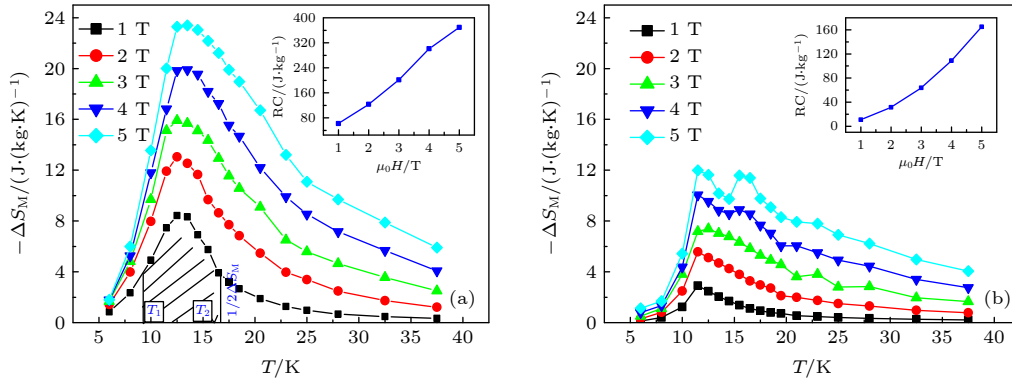 24
20
16
12
8
4
0
−ΔS_M/(J·(kg·K)⁻¹)
1 T
2 T
3 T
4 T
5 T
400
320
240
160
80
RC/(J·kg⁻¹)
1 2 3 4 5
μ₀H/T
T₁
T₂
1/2ΔS_M
(a)
5 10 15 20 25 30 35 40
T/K
24
20
16
12
8
4
0
−ΔS_M/(J·(kg·K)⁻¹)
1 T
2 T
3 T
4 T
5 T
160
120
80
40
0
RC/(J·kg⁻¹)
1 2 3 4 5
μ₀H/T
(b)
5 10 15 20 25 30 35 40
T/K